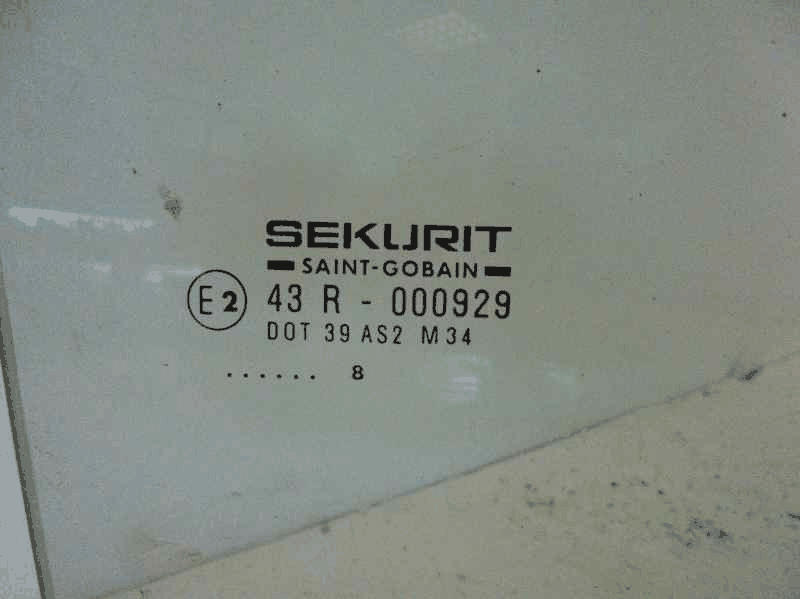 SEKURIT
SAINT-GOBAIN
E2 43 R - 000929
DOT 39 AS2 M34
...... 8